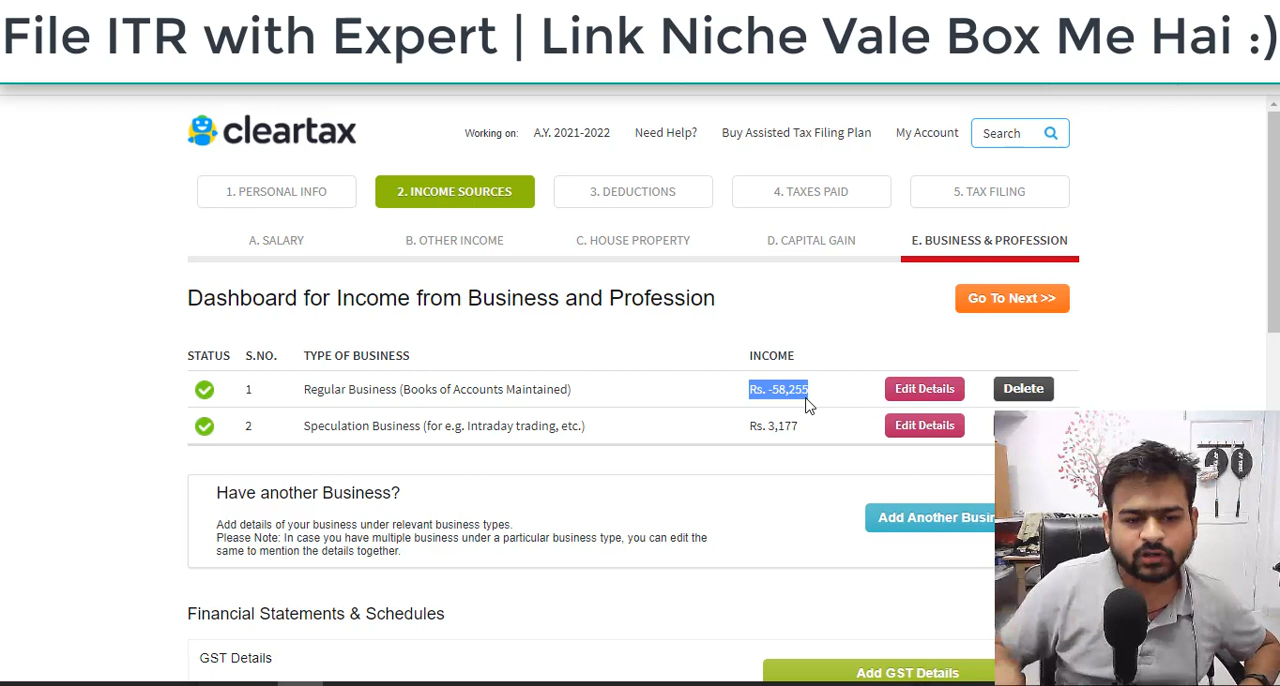 File ITR with Expert | Link Niche Vale Box Me Hai :)
cleartax
Working on: A.Y. 2021-2022 Need Help? Buy Assisted Tax Filing Plan My Account Search
1. PERSONAL INFO 2. INCOME SOURCES 3. DEDUCTIONS 4. TAXES PAID 5. TAX FILING
A. SALARY B. OTHER INCOME C. HOUSE PROPERTY D. CAPITAL GAIN E. BUSINESS & PROFESSION
Dashboard for Income from Business and Profession Go To Next >>
STATUS S.NO. TYPE OF BUSINESS INCOME
1 Regular Business (Books of Accounts Maintained) Rs. -58,255 Edit Details Delete
2 Speculation Business (for e.g. Intraday trading, etc.) Rs. 3,177 Edit Details
Have another Business?
Add details of your business under relevant business types.
Please Note: In case you have multiple business under a particular business type, you can edit the
same to mention the details together.
Add Another Busin
Financial Statements & Schedules
GST Details
Add GST Details